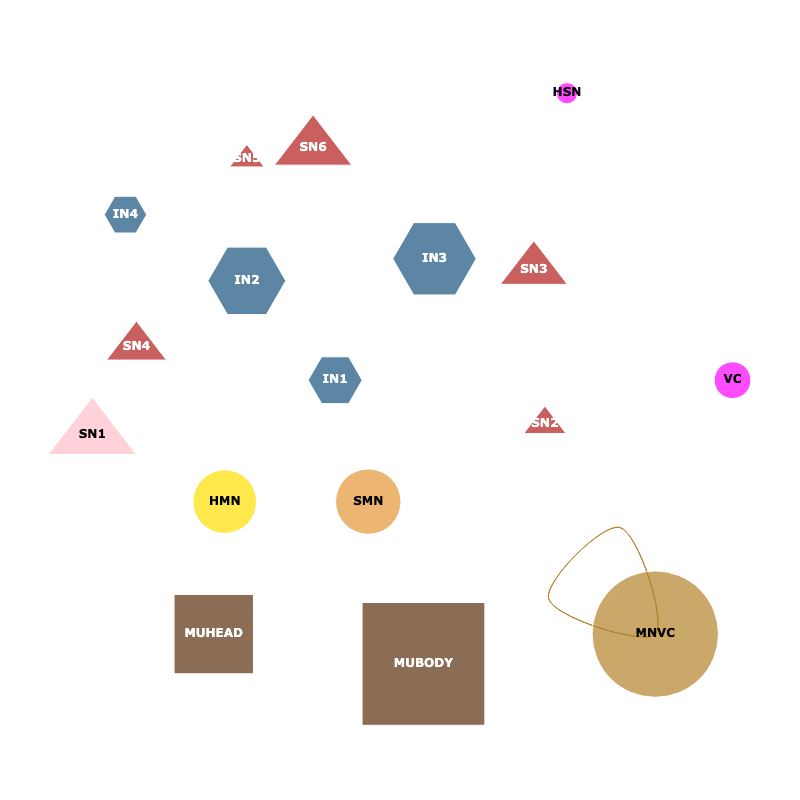 HSN
SN6
SN5
IN4
IN3
SN3
IN2
SN4
IN1
VC
SN2
SN1
HMN
SMN
MUHEAD
MNVC
MUBODY